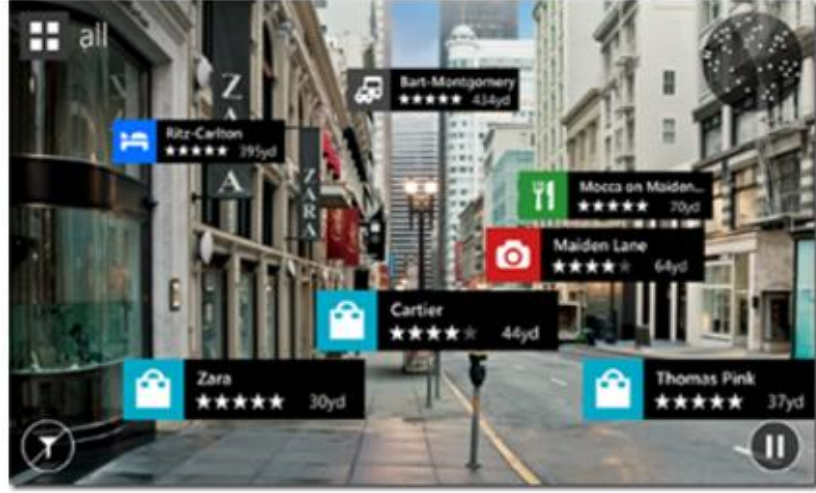 all
Bart-Montgomery
434yd
Ritz-Carlton
395yd
ZARA
ZARA
Mocca on Maiden...
70yd
Maiden Lane
64yd
Cartier
44yd
Zara
30yd
Thomas Pink
37yd